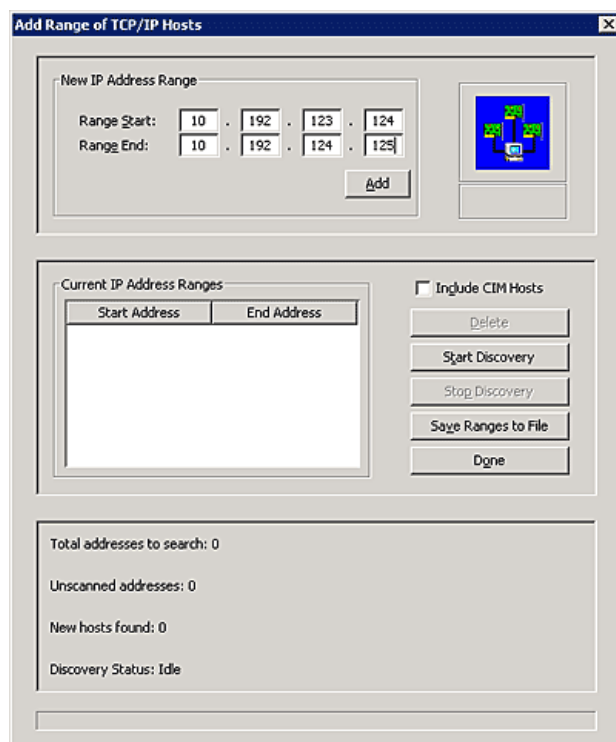 Add Range of TCP/IP Hosts
New IP Address Range
Range Start: 10 . 192 . 123 . 124
Range End: 10 . 192 . 124 . 125
Add
Current IP Address Ranges
Start Address End Address
Include CIM Hosts
Delete
Start Discovery
Stop Discovery
Save Ranges to File
Done
Total addresses to search: 0
Unscanned addresses: 0
New hosts found: 0
Discovery Status: Idle